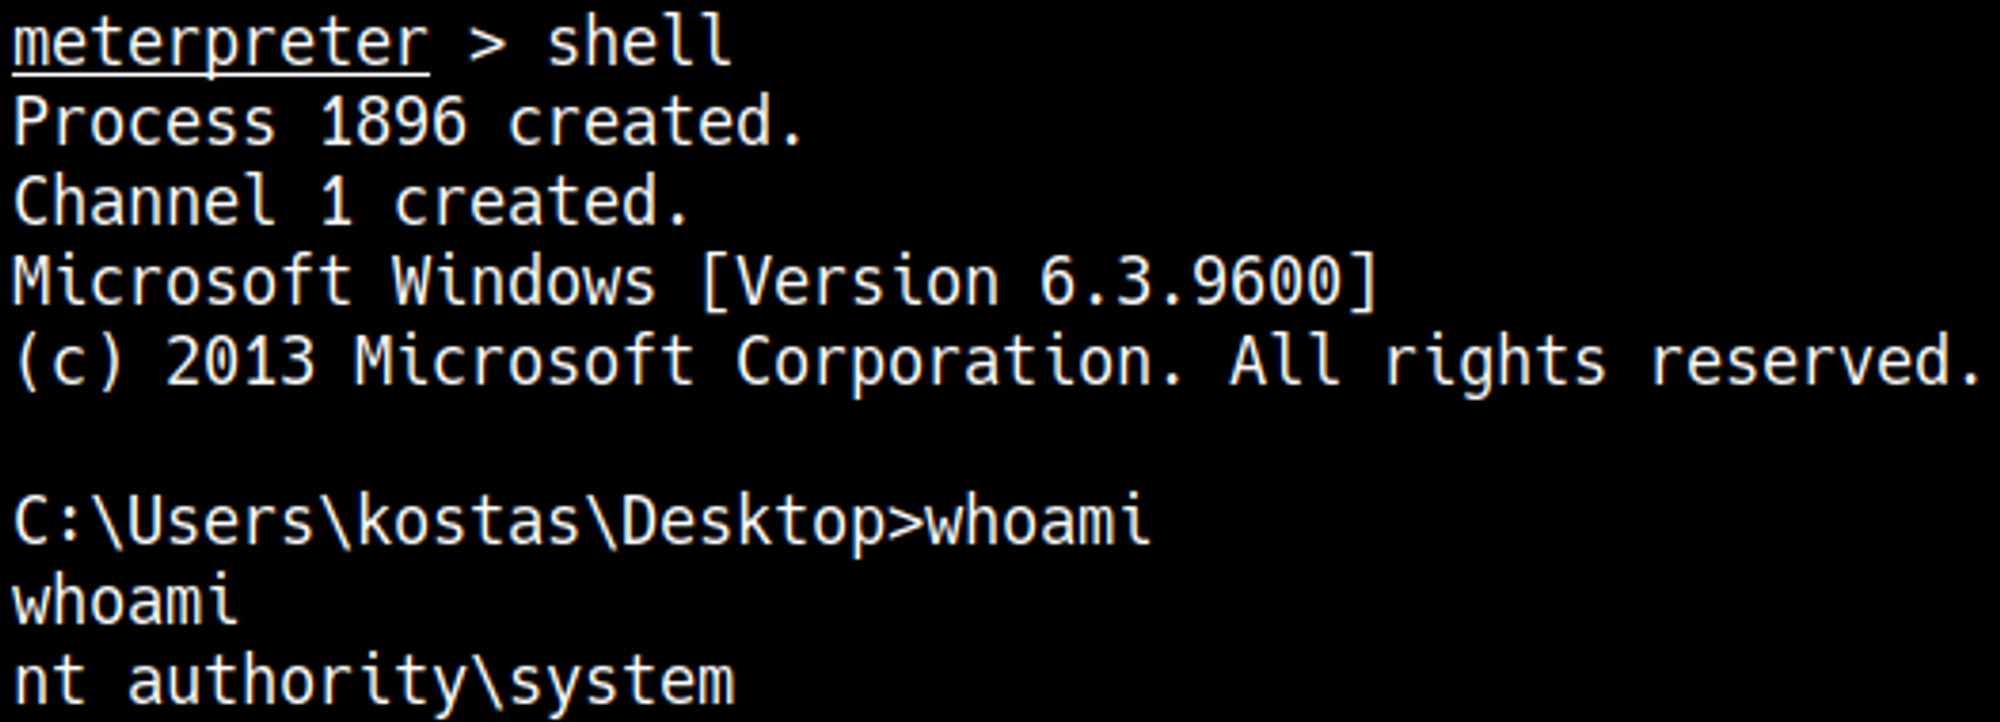 meterpreter > shell
Process 1896 created.
Channel 1 created.
Microsoft Windows [Version 6.3.9600]
(c) 2013 Microsoft Corporation. All rights reserved.
C:\Users\kostas\Desktop>whoami
whoami
nt authority\system